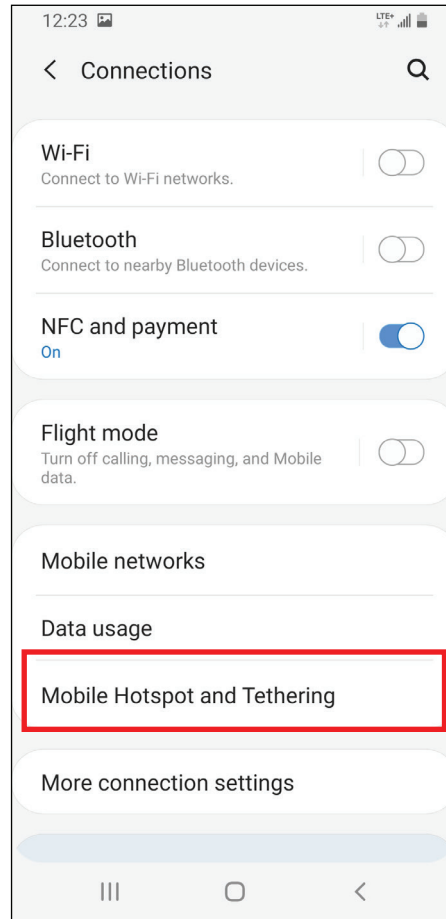 12:23
LTE+
Connections
Wi-Fi
Connect to Wi-Fi networks.
Bluetooth
Connect to nearby Bluetooth devices.
NFC and payment
On
Flight mode
Turn off calling, messaging, and Mobile
data.
Mobile networks
Data usage
Mobile Hotspot and Tethering
More connection settings